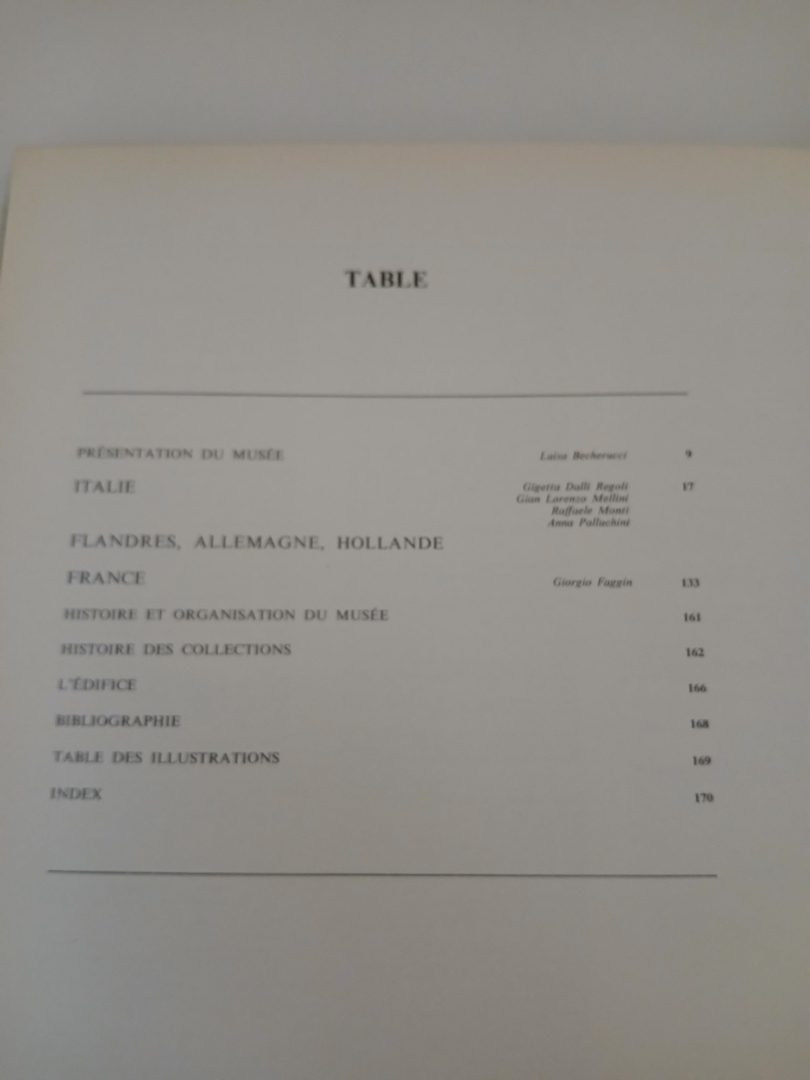 TABLE
PRÉSENTATION DU MUSÉE Luisa Becherucci 9
ITALIE Gigetta Dalli Regoli 17
Gian Lorenzo Mellini
Raffaele Monti
Anna Palluchini
FLANDRES, ALLEMAGNE, HOLLANDE
FRANCE Giorgio Faggin 133
HISTOIRE ET ORGANISATION DU MUSÉE 161
HISTOIRE DES COLLECTIONS 162
L'ÉDIFICE 166
BIBLIOGRAPHIE 168
TABLE DES ILLUSTRATIONS 169
INDEX 170